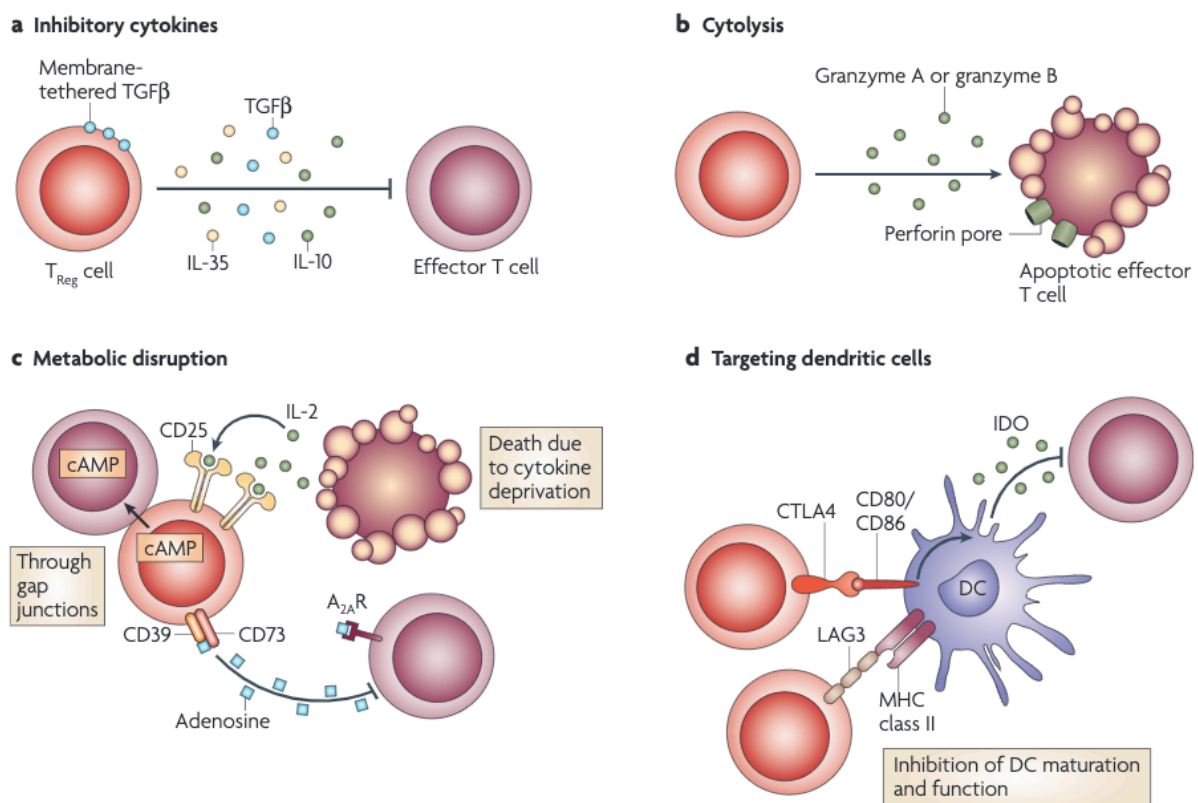 a Inhibitory cytokines
Membrane-
tethered TGFβ
TGFβ
IL-35
IL-10
TReg cell
Effector T cell
b Cytolysis
Granzyme A or granzyme B
Perforin pore
Apoptotic effector
T cell
c Metabolic disruption
IL-2
CD25
cAMP
cAMP
Death due
to cytokine
deprivation
Through
gap
junctions
CD39
CD73
A2AR
Adenosine
d Targeting dendritic cells
IDO
CTLA4
CD80/
CD86
DC
LAG3
MHC
class II
Inhibition of DC maturation
and function